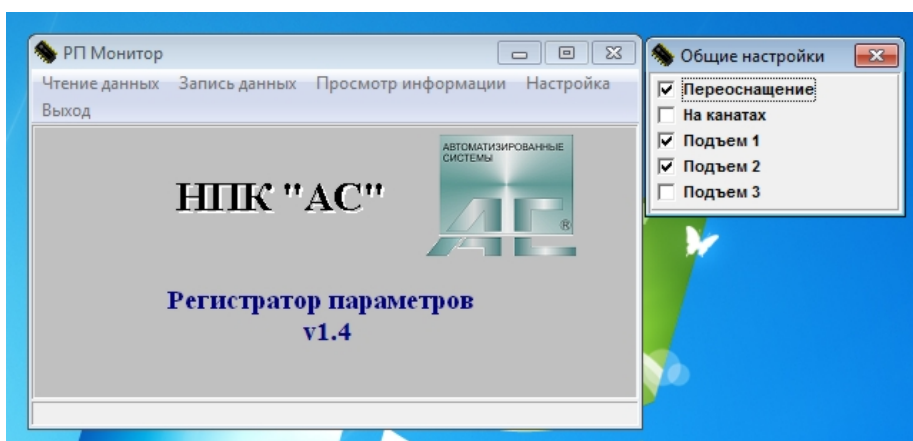 РП Монитор
Чтение данных Запись данных Просмотр информации Настройка
Выход
АВТОМАТИЗИРОВАННЫЕ
СИСТЕМЫ
НПК "АС"
АС®
Регистратор параметров
v1.4
Общие настройки
Переоснащение
На канатах
Подъем 1
Подъем 2
Подъем 3